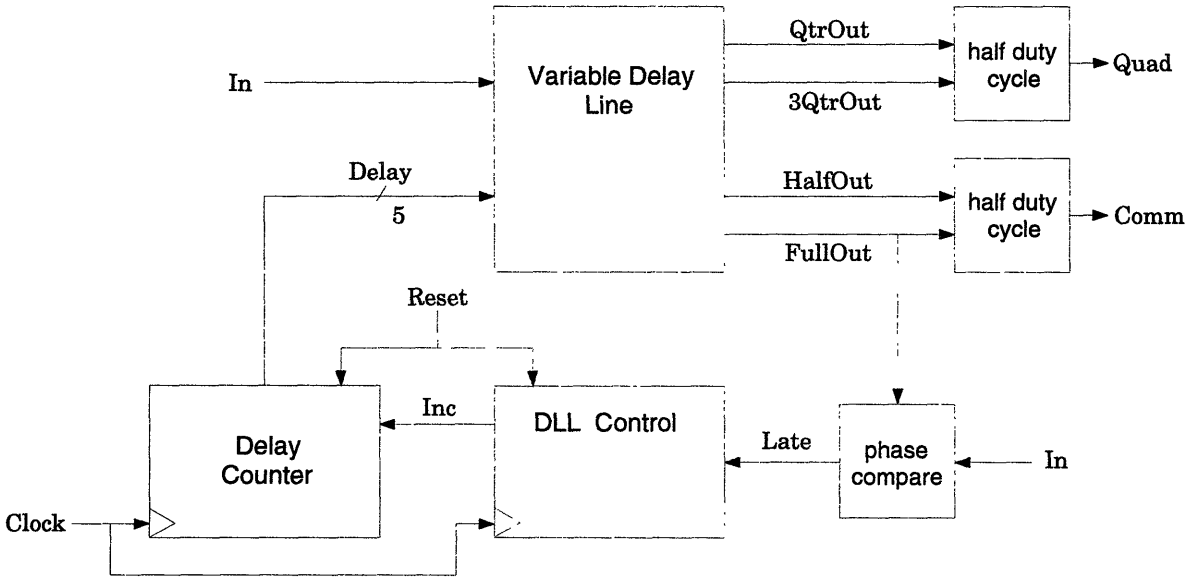 QtrOut
half duty
cycle
Quad
Variable Delay
Line
In
3QtrOut
Delay
5
HalfOut
half duty
cycle
Comm
FullOut
Reset
Inc
DLL Control
Delay
Counter
Late
phase
compare
In
Clock